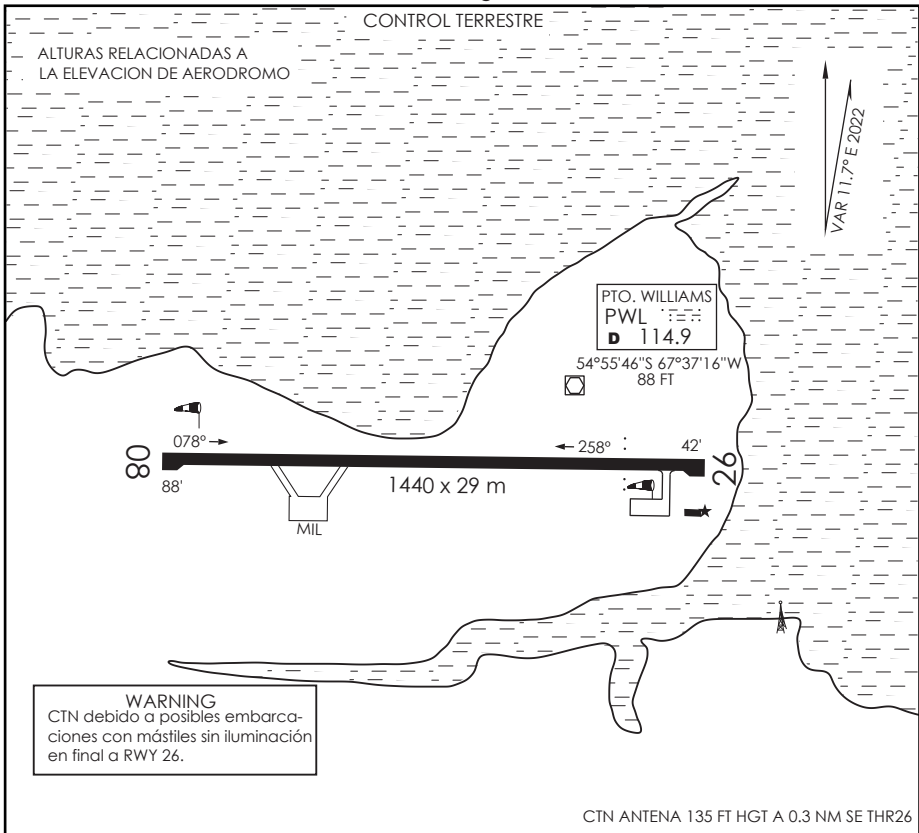 CONTROL TERRESTRE
ALTURAS RELACIONADAS A
LA ELEVACION DE AERODROMO
VAR 11.7° E 2022
PTO. WILLIAMS
PWL
D 114.9
54°55'46"S 67°37'16"W
88 FT
078°
258°
42'
08
26
88'
1440 x 29 m
MIL
WARNING
CTN debido a posibles embarca-
ciones con mástiles sin iluminación
en final a RWY 26.
CTN ANTENA 135 FT HGT A 0.3 NM SE THR26